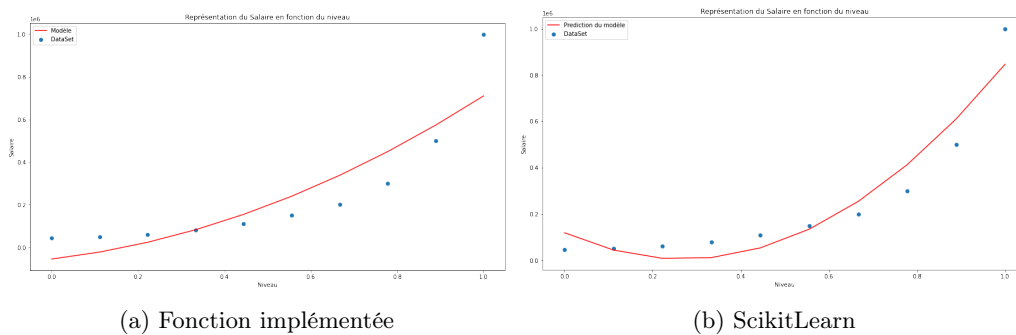 Représentation du Salaire en fonction du niveau
1e6
Modèle
DataSet
1.0
0.8
0.6
0.4
0.2
0.0
Salaire
0.0 0.2 0.4 0.6 0.8 1.0
Niveau
(a) Fonction implémentée
Représentation du Salaire en fonction du niveau
1e6
Prediction du modèle
DataSet
1.0
0.8
0.6
0.4
0.2
0.0
Salaire
0.0 0.2 0.4 0.6 0.8 1.0
Niveau
(b) ScikitLearn